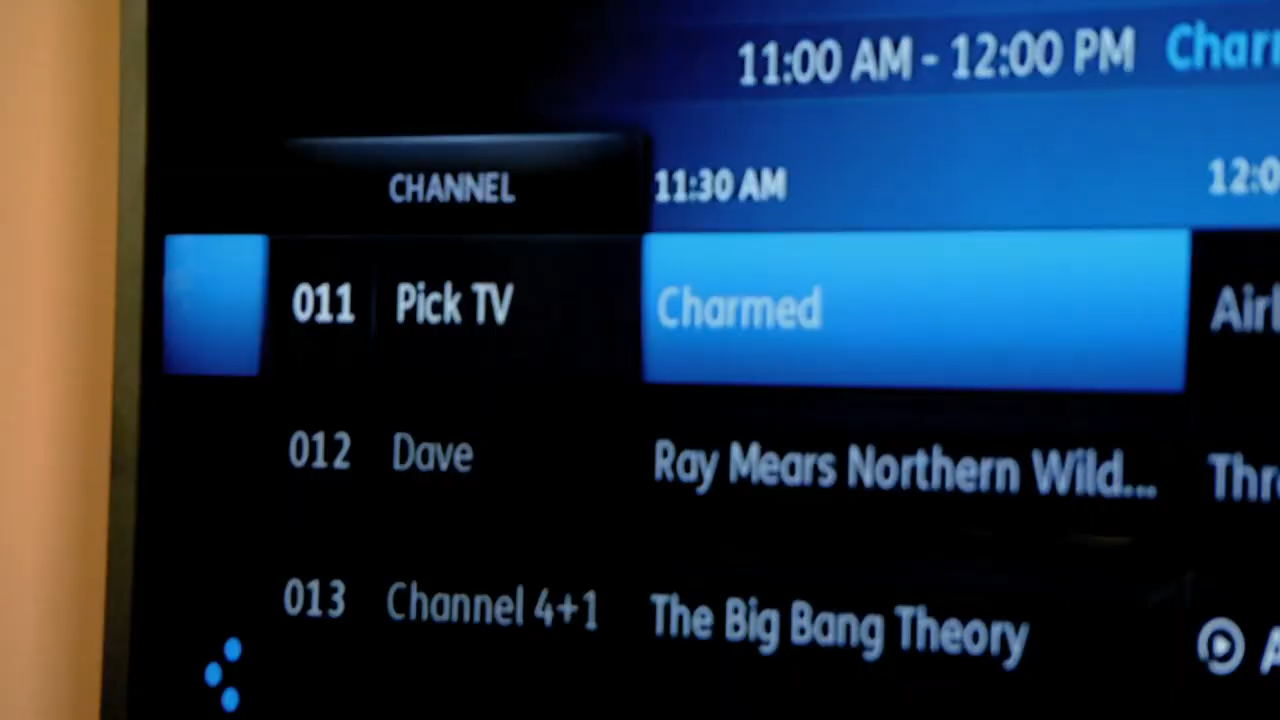 11:00 AM - 12:00 PM
CHANNEL 11:30 AM
011 Pick TV Charmed
012 Dave Ray Mears Northern Wild...
013 Channel 4+1 The Big Bang Theory